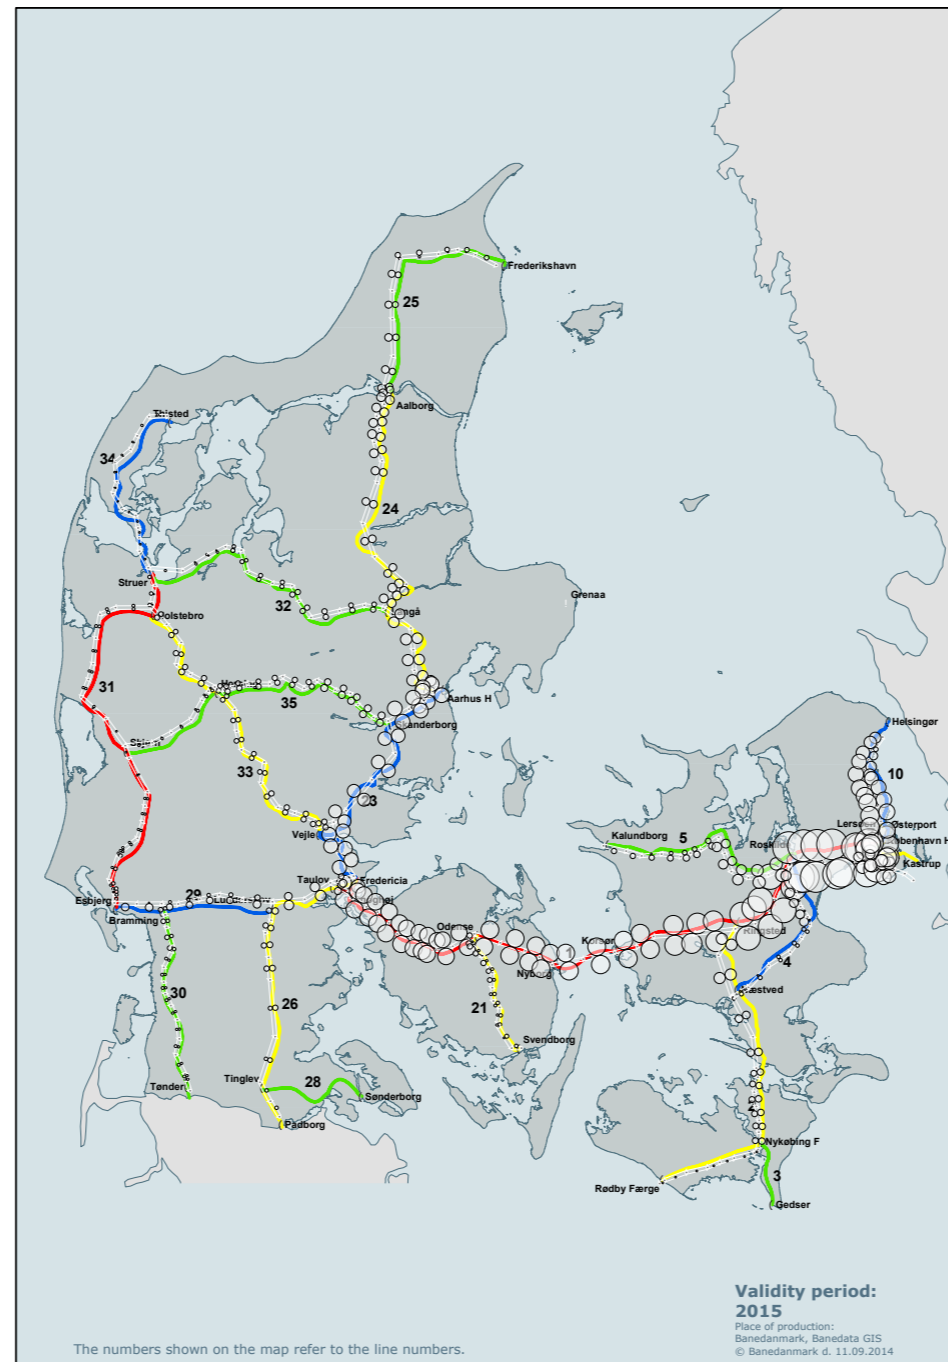 Frederikshavn
25
Aalborg
Thisted
34
24
Struer
32
Grenaa
Langå
31
35
Aarhus H
Skanderborg
Helsingør
33
10
Vejle
Østerport
Kalundborg
5
København H
Kastrup
Taulov
Fredericia
Esbjerg
29
Bramming
Odense
Korsør
Ringsted
1
Nyborg
4
Næstved
30
26
21
Svendborg
Tønder
Tinglev
28
Sønderborg
Padborg
Nykøbing F
Rødby Færge
3
Gedser
Validity period:
2015
Place of production:
Banedanmark, Banedata GIS
© Banedanmark d. 11.09.2014
The numbers shown on the map refer to the line numbers.